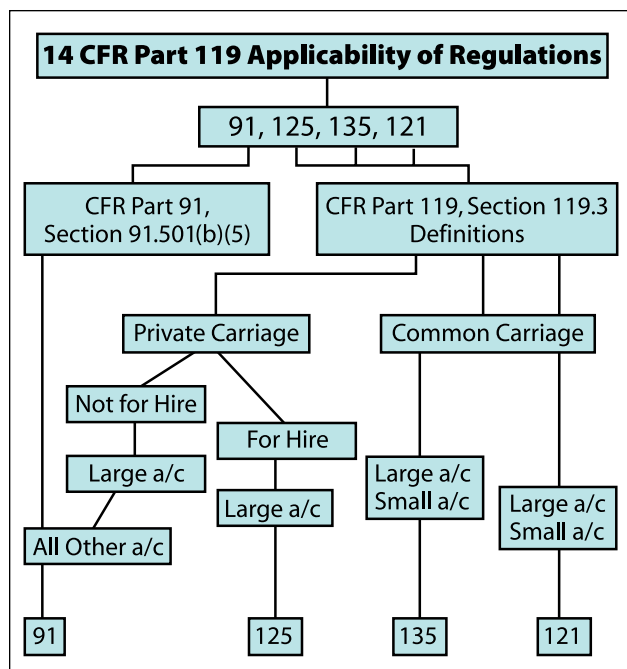 14 CFR Part 119 Applicability of Regulations
91, 125, 135, 121
CFR Part 91,
Section 91.501(b)(5)
CFR Part 119, Section 119.3
Definitions
Private Carriage
Common Carriage
Not for Hire
For Hire
Large a/c
Large a/c
Large a/c
Small a/c
Large a/c
Small a/c
All Other a/c
91
125
135
121